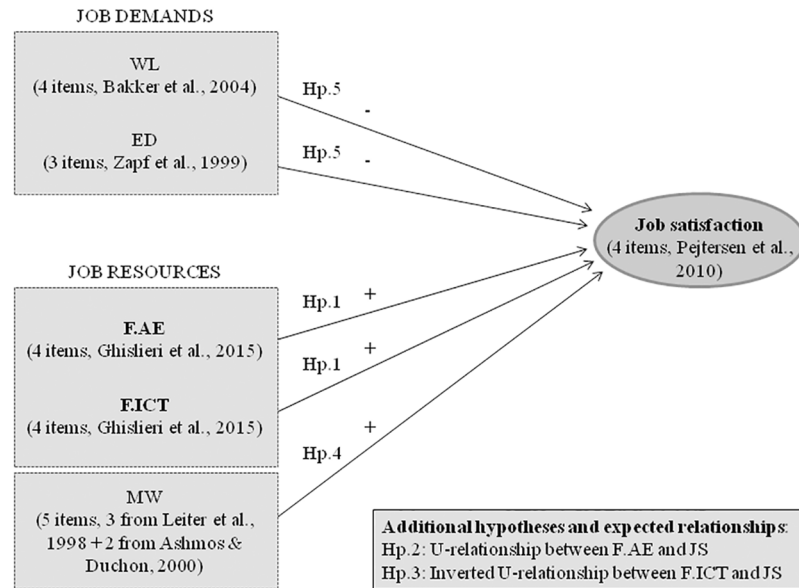 JOB DEMANDS
WL
(4 items, Bakker et al., 2004)
ED
(3 items, Zapf et al., 1999)
Hp.5
-
Hp.5
-
Job satisfaction
(4 items, Pejtersen et al.,
2010)
JOB RESOURCES
F.AE
(4 items, Ghislieri et al., 2015)
F.ICT
(4 items, Ghislieri et al., 2015)
MW
(5 items, 3 from Leiter et al.,
1998 + 2 from Ashmos &
Duchon, 2000)
Hp.1
+
Hp.1
+
Hp.4
+
Additional hypotheses and expected relationships:
Hp.2: U-relationship between F.AE and JS
Hp.3: Inverted U-relationship between F.ICT and JS